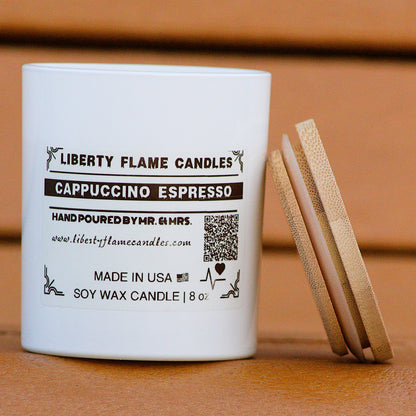 LIBERTY FLAME CANDLES
CAPPUCCINO ESPRESSO
HAND POURED BY MR. & MRS.
www.libertyflamecandles.com
MADE IN USA
SOY WAX CANDLE | 8 oz